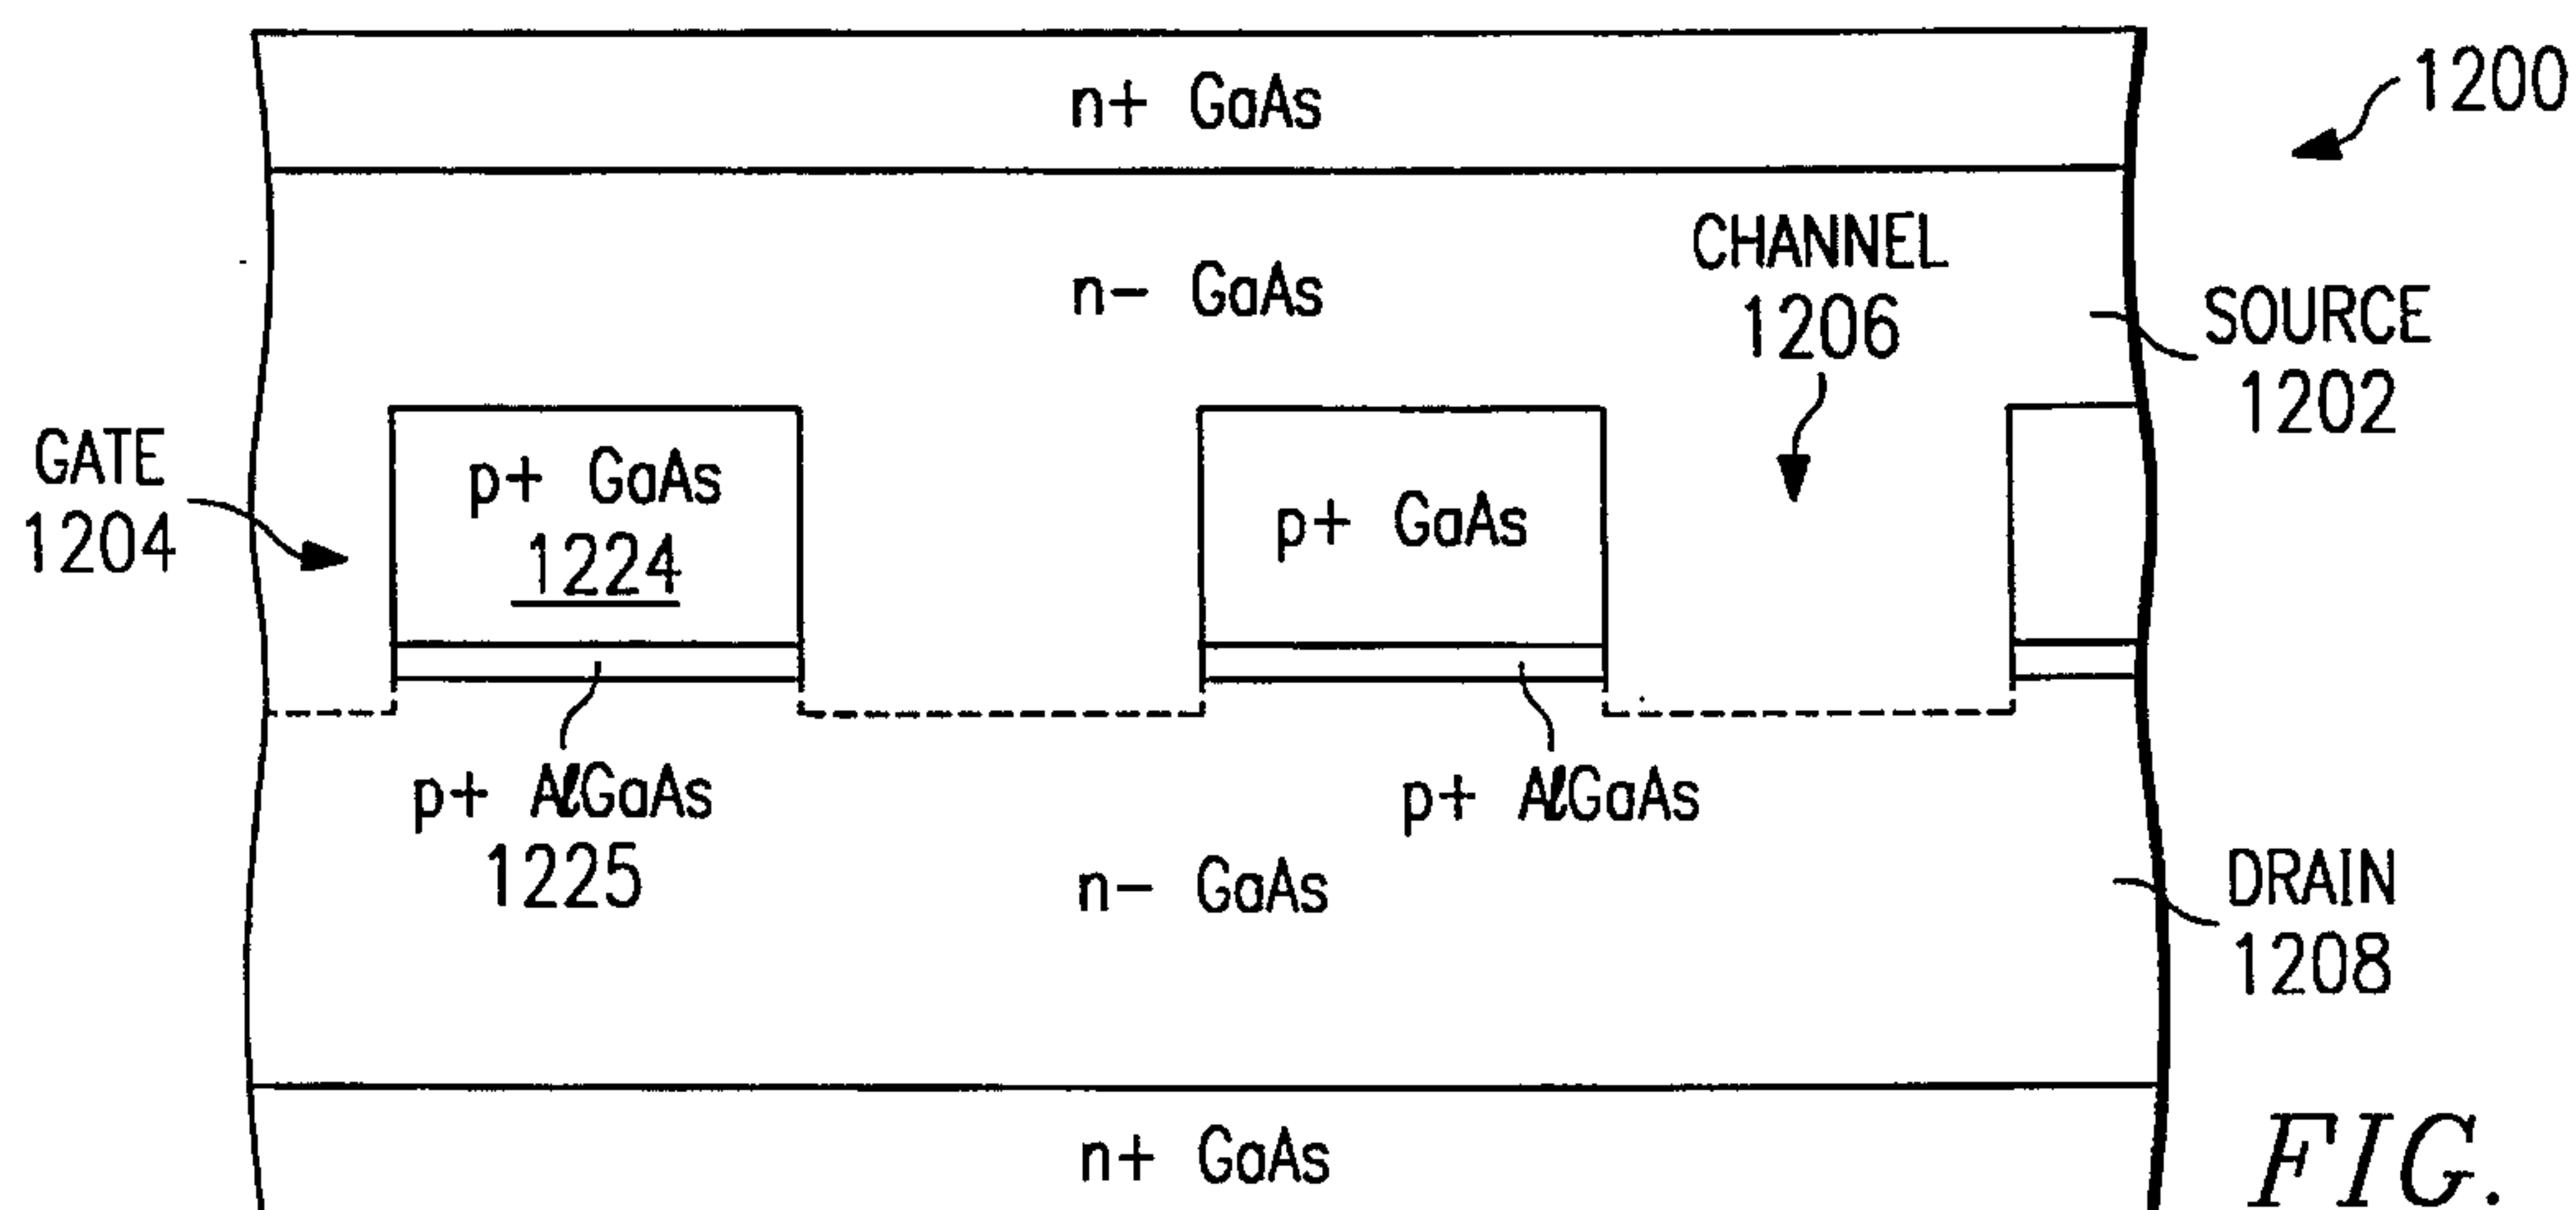 n+ GaAs
1200
n- GaAs
CHANNEL
1206
SOURCE
1202
GATE
1204
p+ GaAs
1224
p+ GaAs
p+ AlGaAs
1225
p+ AlGaAs
n- GaAs
DRAIN
1208
n+ GaAs
FIG.